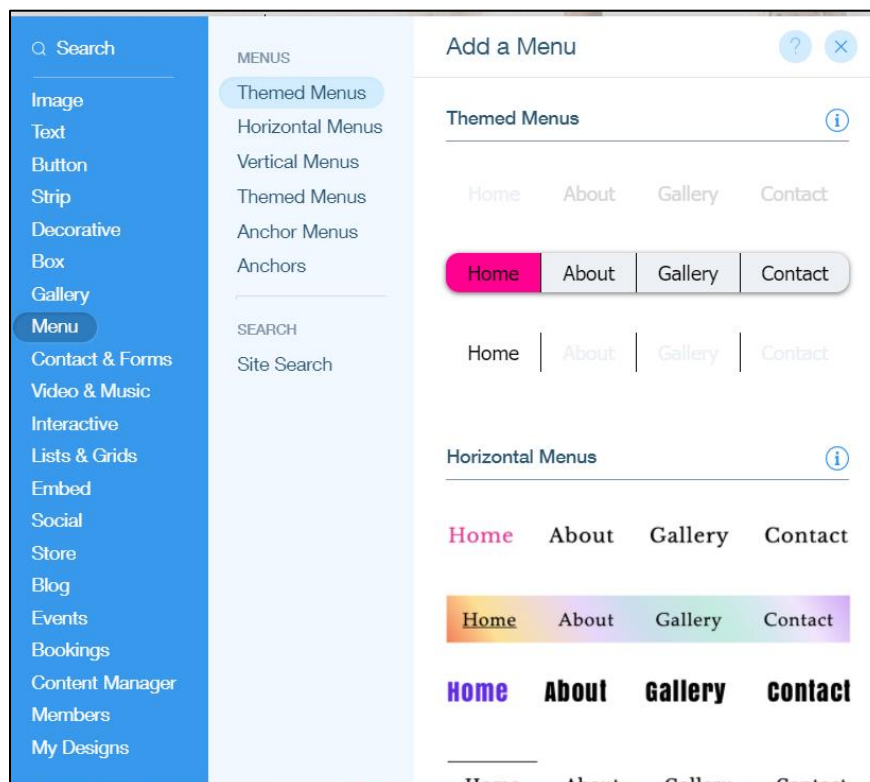 Search
Image
Text
Button
Strip
Decorative
Box
Gallery
Menu
Contact & Forms
Video & Music
Interactive
Lists & Grids
Embed
Social
Store
Blog
Events
Bookings
Content Manager
Members
My Designs
MENUS
Themed Menus
Horizontal Menus
Vertical Menus
Themed Menus
Anchor Menus
Anchors
SEARCH
Site Search
Add a Menu ?
Themed Menus
Home About Gallery Contact
Home About Gallery Contact
Home About Gallery Contact
Horizontal Menus
Home About Gallery Contact
Home About Gallery Contact
Home About Gallery Contact